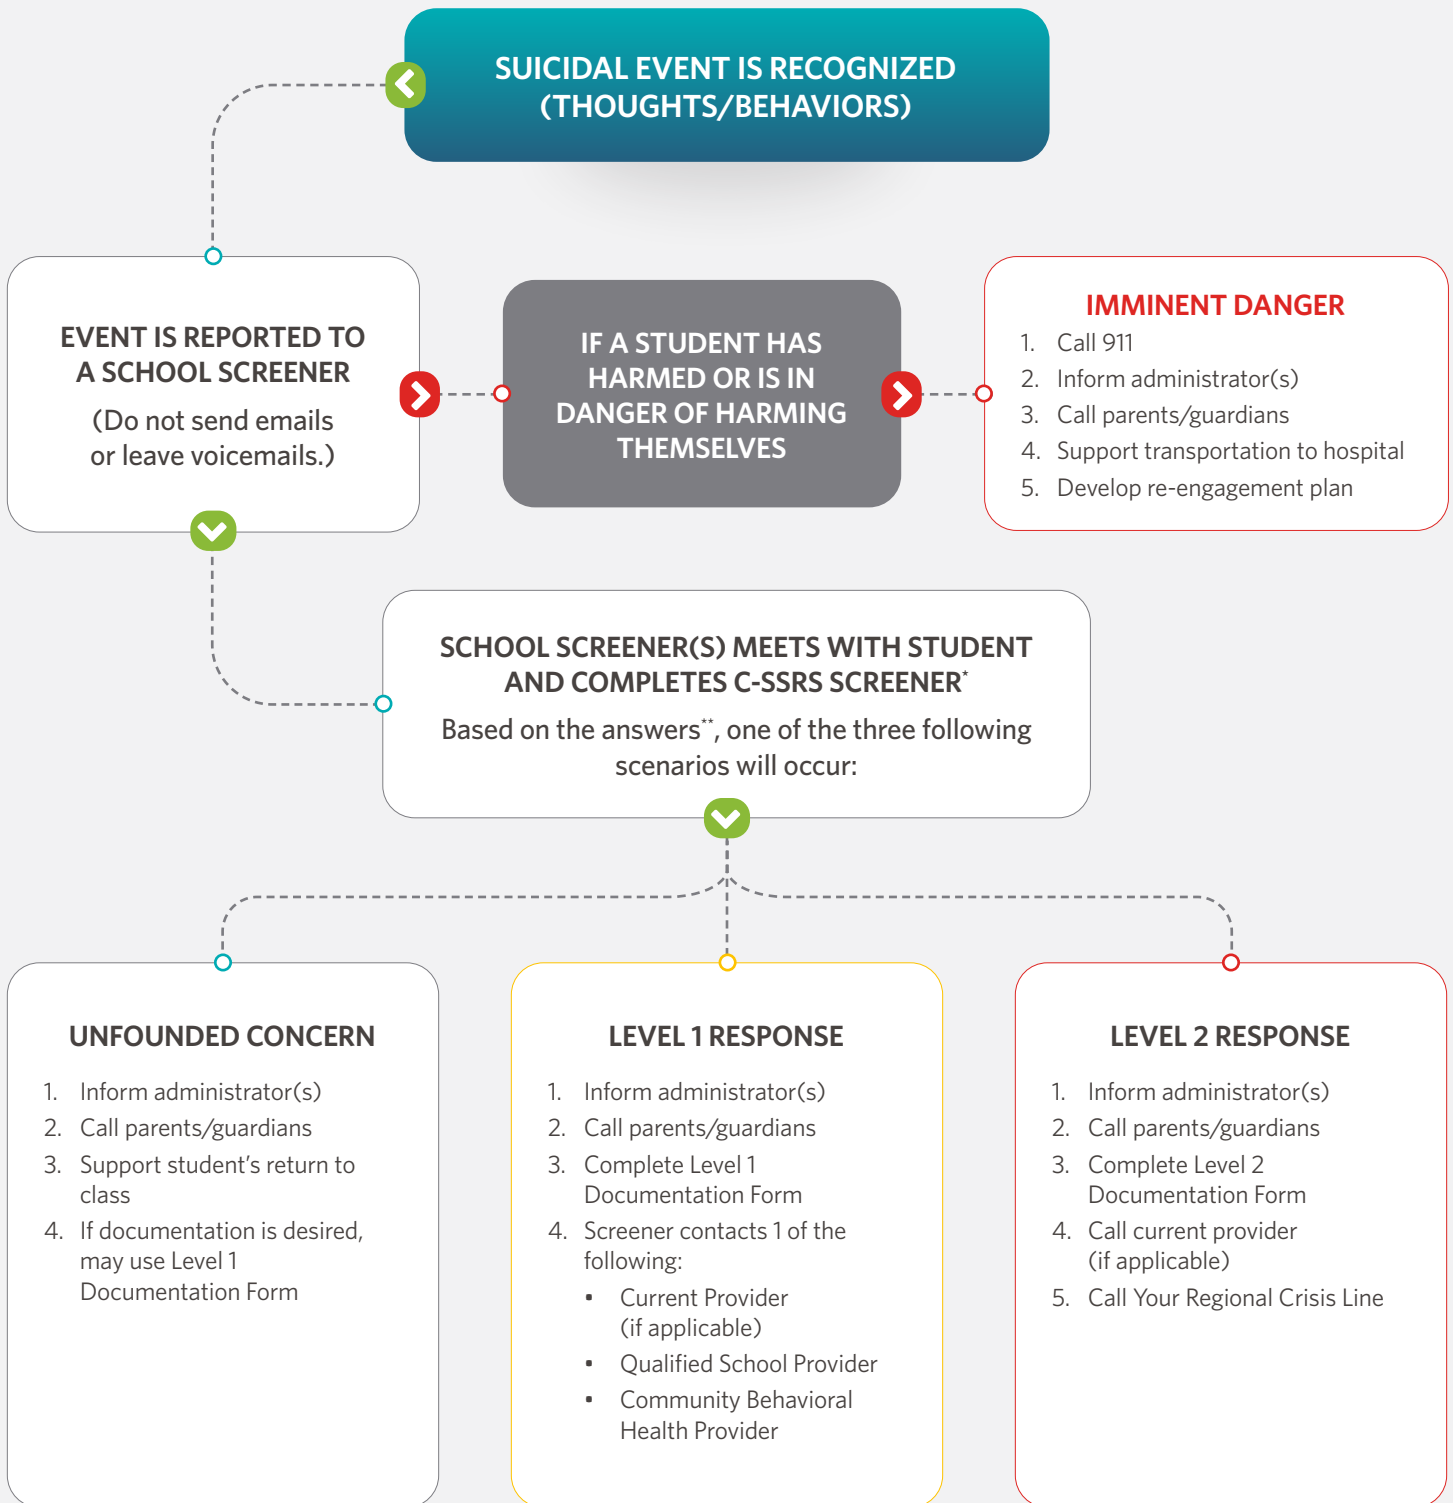 SUICIDAL EVENT IS RECOGNIZED
(THOUGHTS/BEHAVIORS)
EVENT IS REPORTED TO
A SCHOOL SCREENER
(Do not send emails
or leave voicemails.)
IF A STUDENT HAS
HARMED OR IS IN
DANGER OF HARMING
THEMSELVES
IMMINENT DANGER
1. Call 911
2. Inform administrator(s)
3. Call parents/guardians
4. Support transportation to hospital
5. Develop re-engagement plan
SCHOOL SCREENER(S) MEETS WITH STUDENT
AND COMPLETES C-SSRS SCREENER*
Based on the answers**, one of the three following
scenarios will occur:
UNFOUNDED CONCERN
1. Inform administrator(s)
2. Call parents/guardians
3. Support student's return to
class
4. If documentation is desired,
may use Level 1
Documentation Form
LEVEL 1 RESPONSE
1. Inform administrator(s)
2. Call parents/guardians
3. Complete Level 1
Documentation Form
4. Screener contacts 1 of the
following:
• Current Provider
(if applicable)
• Qualified School Provider
• Community Behavioral
Health Provider
LEVEL 2 RESPONSE
1. Inform administrator(s)
2. Call parents/guardians
3. Complete Level 2
Documentation Form
4. Call current provider
(if applicable)
5. Call Your Regional Crisis Line